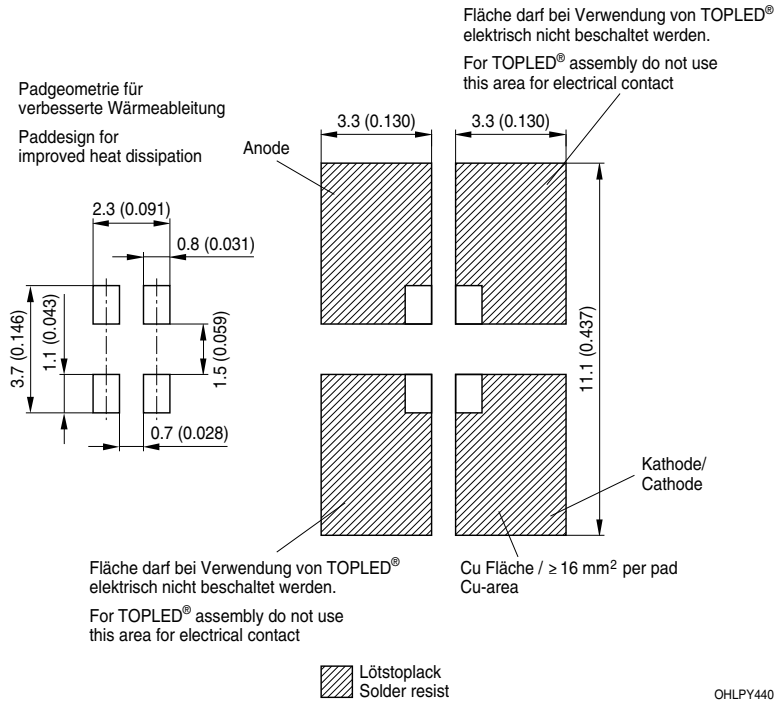 Fläche darf bei Verwendung von TOPLED®
elektrisch nicht beschaltet werden.
For TOPLED® assembly do not use
this area for electrical contact
Padgeometrie für
verbesserte Wärmeableitung
Paddesign for
improved heat dissipation
Anode
3.3 (0.130)
3.3 (0.130)
2.3 (0.091)
0.8 (0.031)
3.7 (0.146)
1.1 (0.043)
1.5 (0.059)
11.1 (0.437)
0.7 (0.028)
Kathode/
Cathode
Fläche darf bei Verwendung von TOPLED®
elektrisch nicht beschaltet werden.
For TOPLED® assembly do not use
this area for electrical contact
Cu Fläche / ≥ 16 mm² per pad
Cu-area
Lötstoplack
Solder resist
OHLPY440